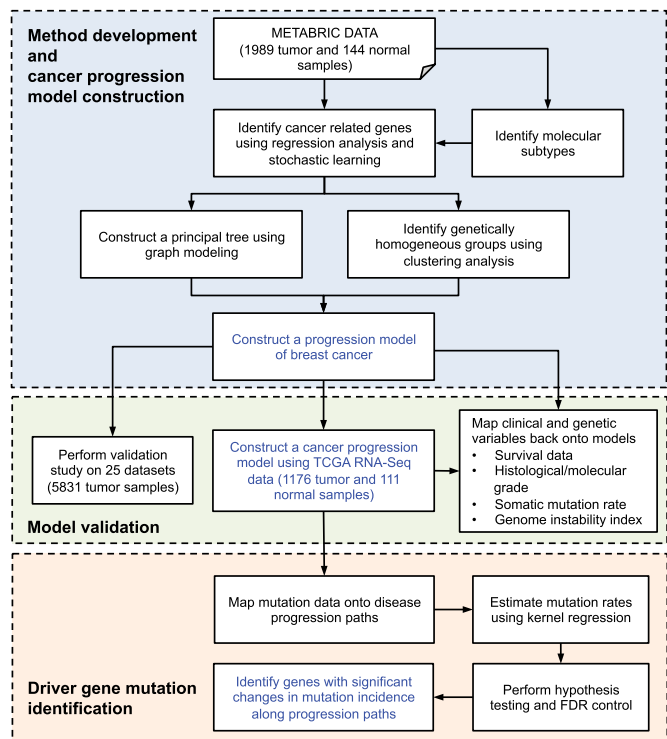 Method development
and
cancer progression
model construction
METABRIC DATA
(1989 tumor and 144 normal
samples)
Identify cancer related genes
using regression analysis and
stochastic learning
Identify molecular
subtypes
Construct a principal tree using
graph modeling
Identify genetically
homogeneous groups using
clustering analysis
Construct a progression model
of breast cancer
Perform validation
study on 25 datasets
(5831 tumor samples)
Construct a cancer progression
model using TCGA RNA-Seq
data (1176 tumor and 111
normal samples)
Map clinical and genetic
variables back onto models
• Survival data
• Histological/molecular
grade
• Somatic mutation rate
• Genome instability index
Model validation
Map mutation data onto disease
progression paths
Estimate mutation rates
using kernel regression
Driver gene mutation
identification
Identify genes with significant
changes in mutation incidence
along progression paths
Perform hypothesis
testing and FDR control